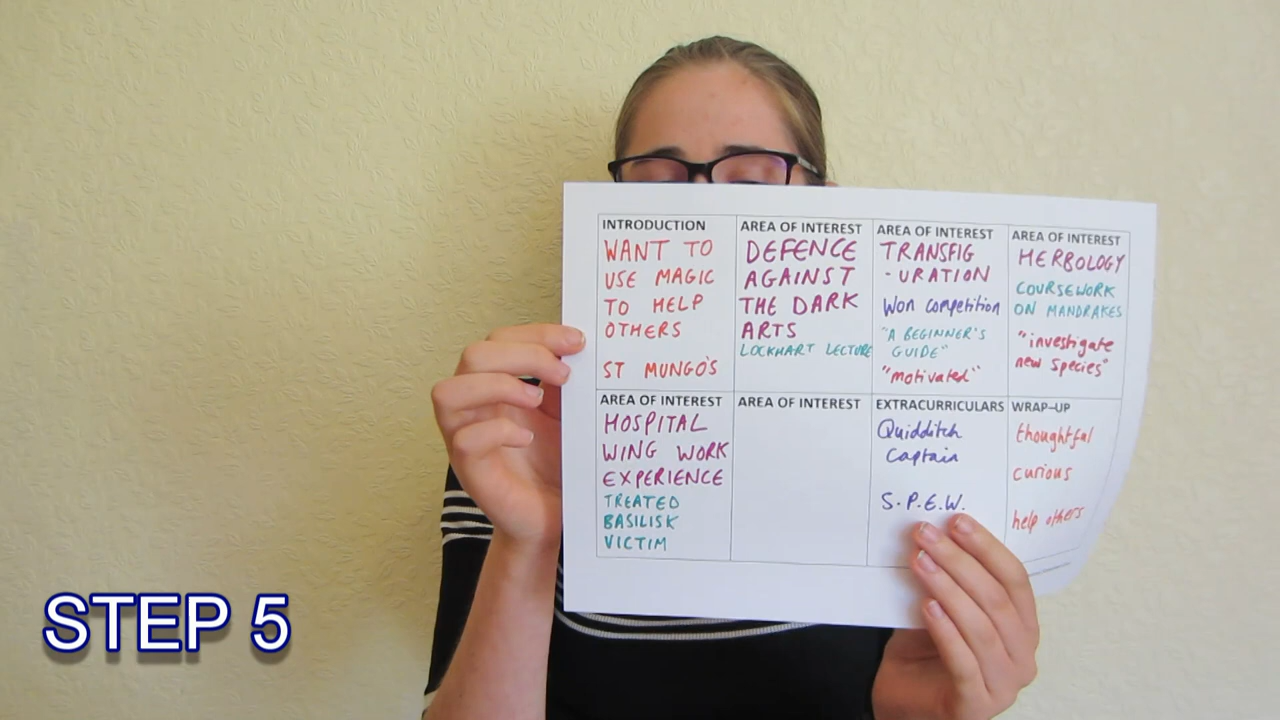 INTRODUCTION
WANT TO
USE MAGIC
TO HELP
OTHERS
ST MUNGO'S
AREA OF INTEREST
DEFENCE
AGAINST
THE DARK
ARTS
LOCKHART LECTURE
AREA OF INTEREST
TRANSFIG
-URATION
Won competition
"A BEGINNER'S
GUIDE"
"motivated"
AREA OF INTEREST
HERBOLOGY
COURSEWORK
ON MANDRAKES
"investigate
new species"
AREA OF INTEREST
HOSPITAL
WING WORK
EXPERIENCE
TREATED
BASILISK
VICTIM
AREA OF INTEREST
EXTRACURRICULARS
Quidditch
Captain
S.P.E.W.
WRAP-UP
thoughtful
curious
help others
STEP 5